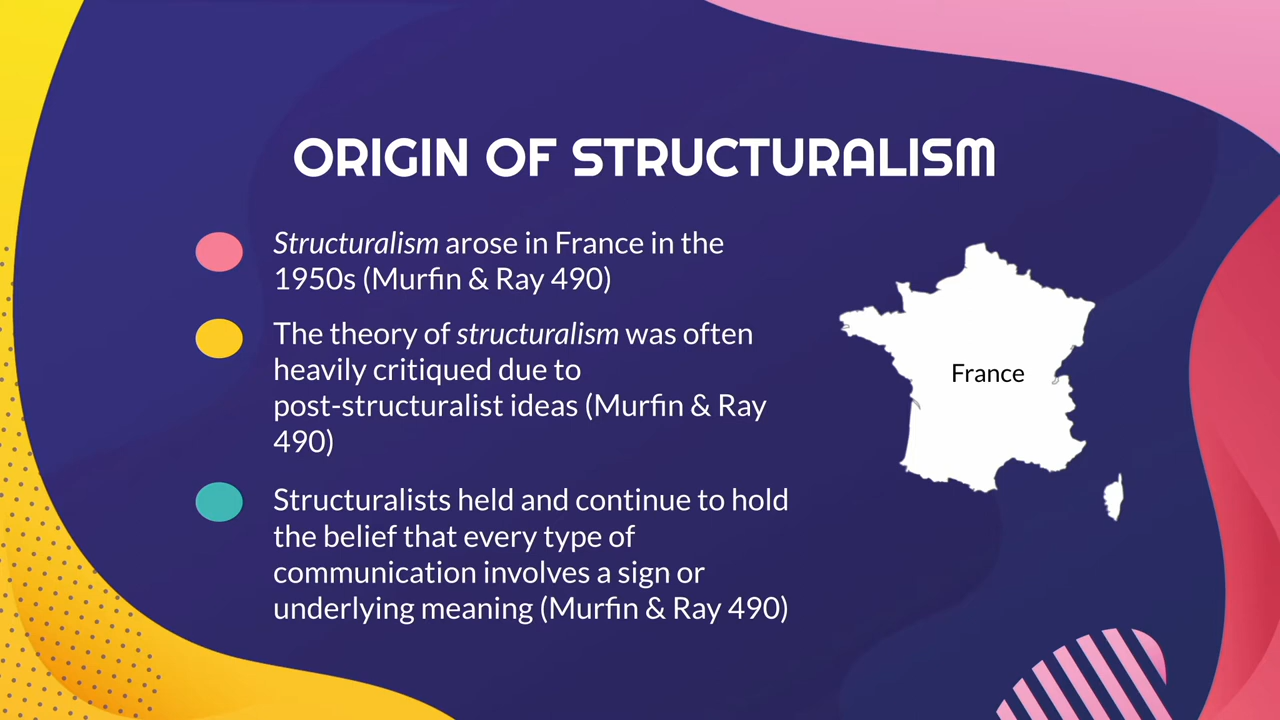 ORIGIN OF STRUCTURALISM
Structuralism arose in France in the
1950s (Murfin & Ray 490)
The theory of structuralism was often
heavily critiqued due to
post-structuralist ideas (Murfin & Ray
490)
Structuralists held and continue to hold
the belief that every type of
communication involves a sign or
underlying meaning (Murfin & Ray 490)
France